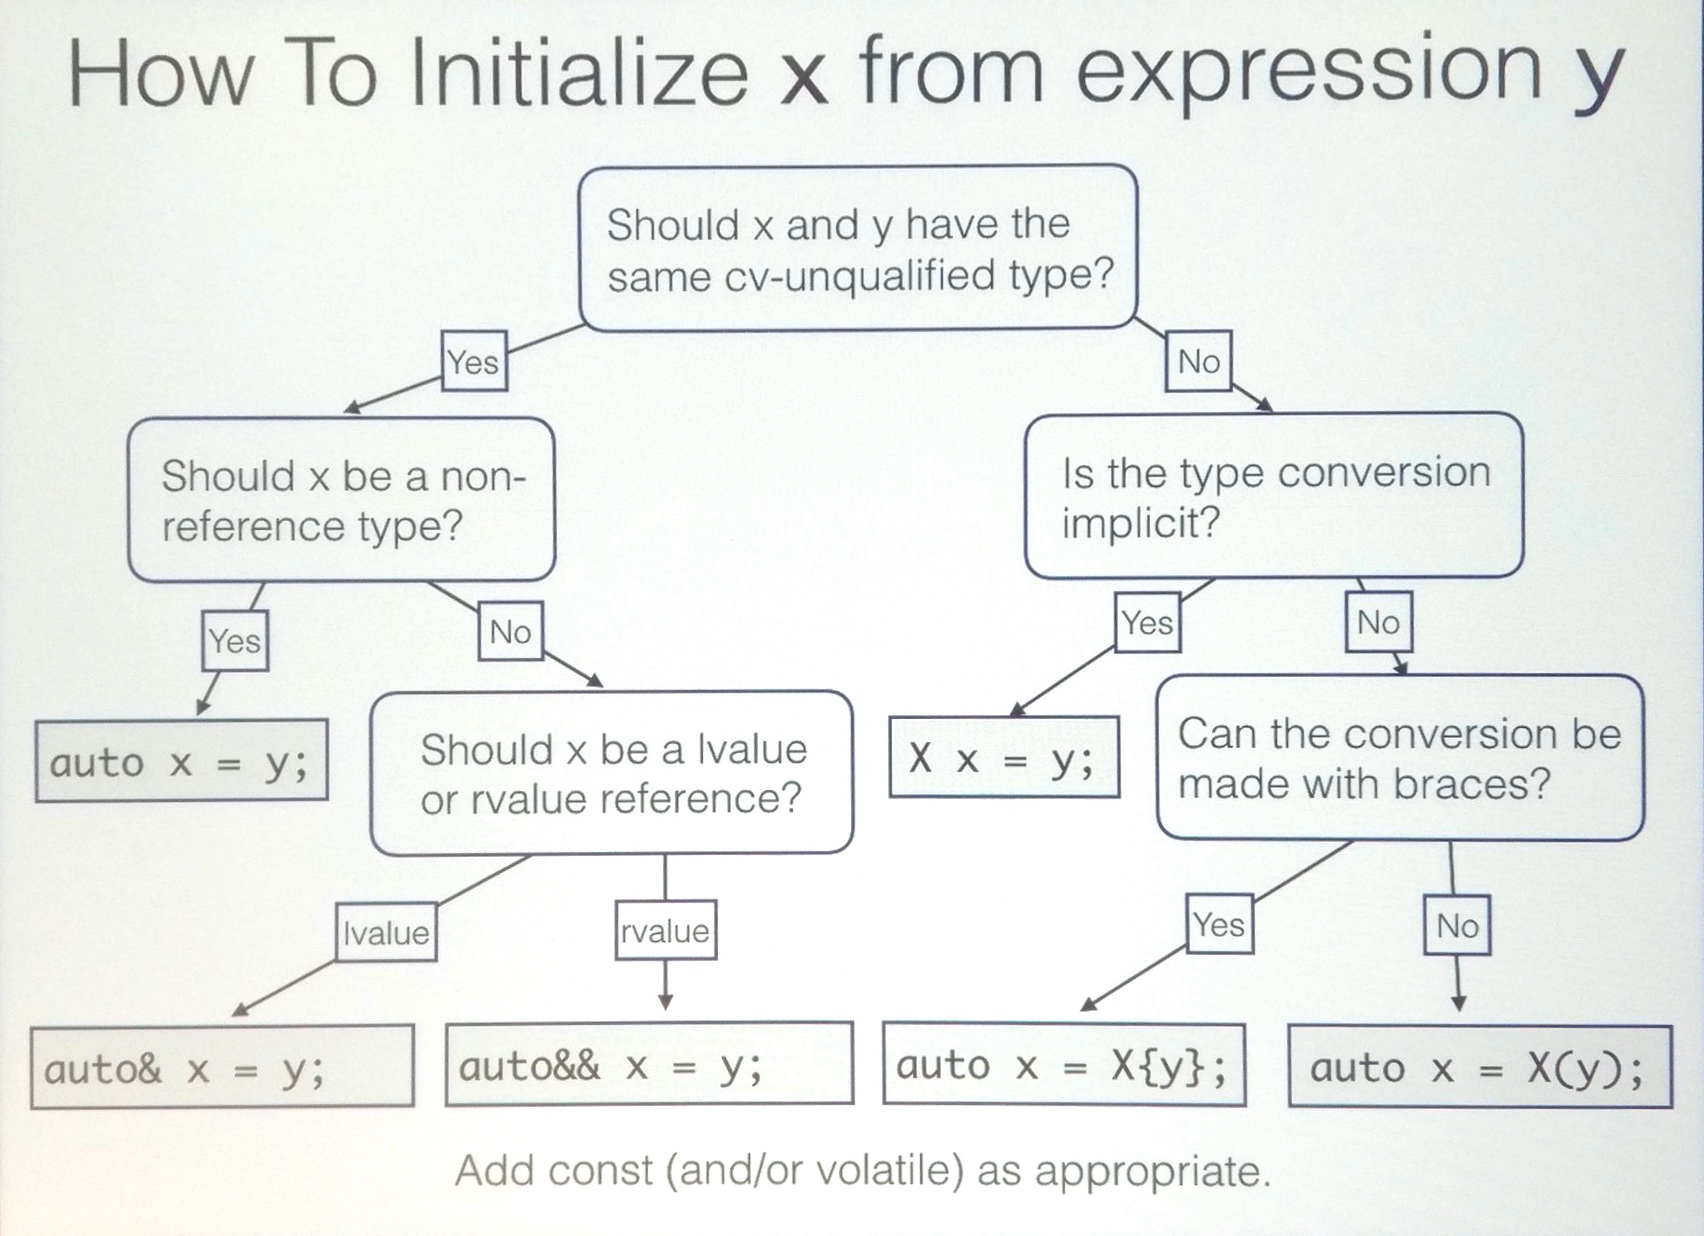 How To Initialize x from expression y
Should x and y have the
same cv-unqualified type?
Yes
No
Should x be a non-
reference type?
Is the type conversion
implicit?
Yes
No
Yes
No
auto x = y;
Should x be a lvalue
or rvalue reference?
X x = y;
Can the conversion be
made with braces?
lvalue
rvalue
Yes
No
auto& x = y;
auto&& x = y;
auto x = X{y};
auto x = X(y);
Add const (and/or volatile) as appropriate.